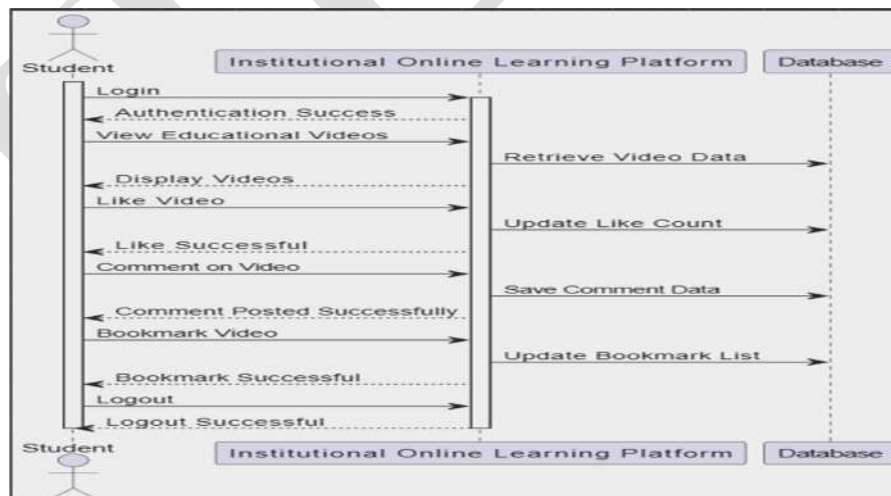 Student
Institutional Online Learning Platform
Database
Login
Authentication Success
View Educational Videos
Retrieve Video Data
Display Videos
Like Video
Update Like Count
Like Successful
Comment on Video
Save Comment Data
Comment Posted Successfully
Bookmark Video
Update Bookmark List
Bookmark Successful
Logout
Logout Successful
Student
Institutional Online Learning Platform
Database